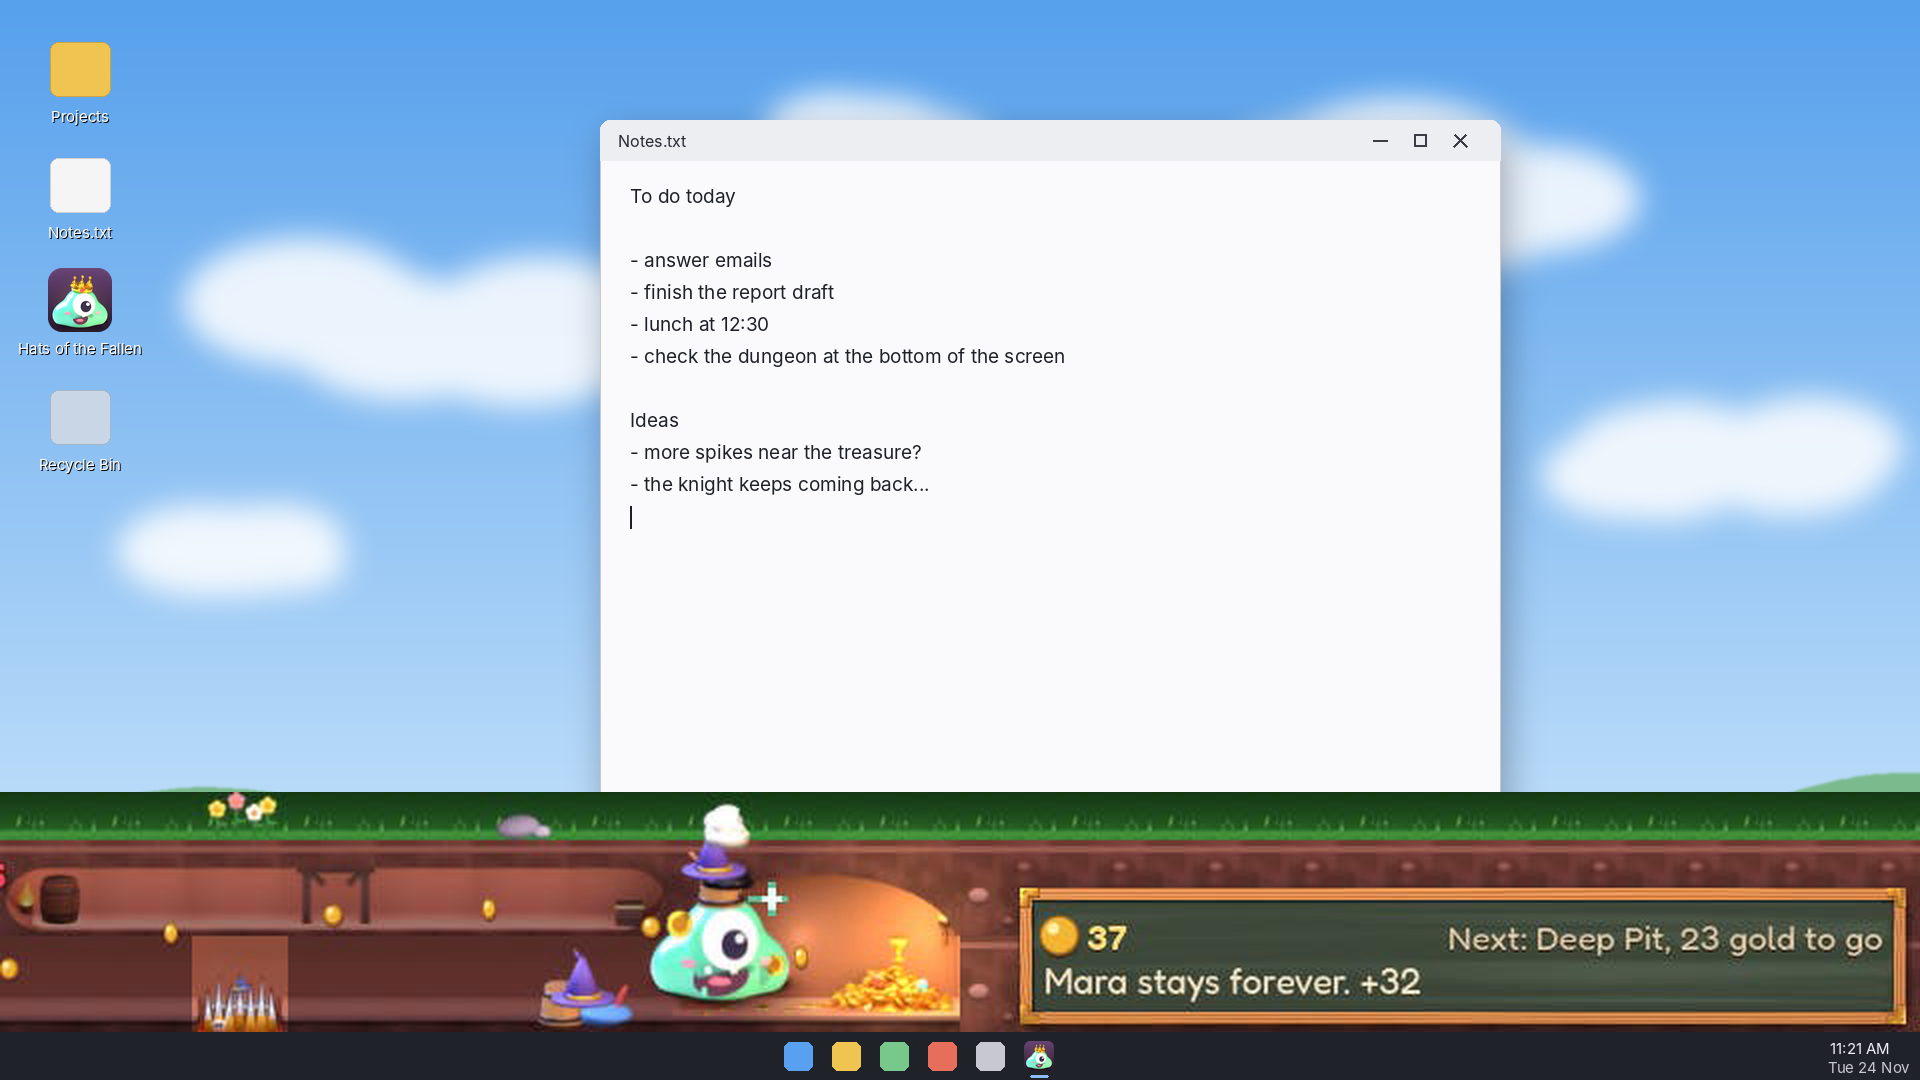 Projects
Notes.txt
Hats of the Fallen
Recycle Bin
Notes.txt
To do today
- answer emails
- finish the report draft
- lunch at 12:30
- check the dungeon at the bottom of the screen
Ideas
- more spikes near the treasure?
- the knight keeps coming back...
37
Next: Deep Pit, 23 gold to go
Mara stays forever. +32
11:21 AM
Tue 24 Nov